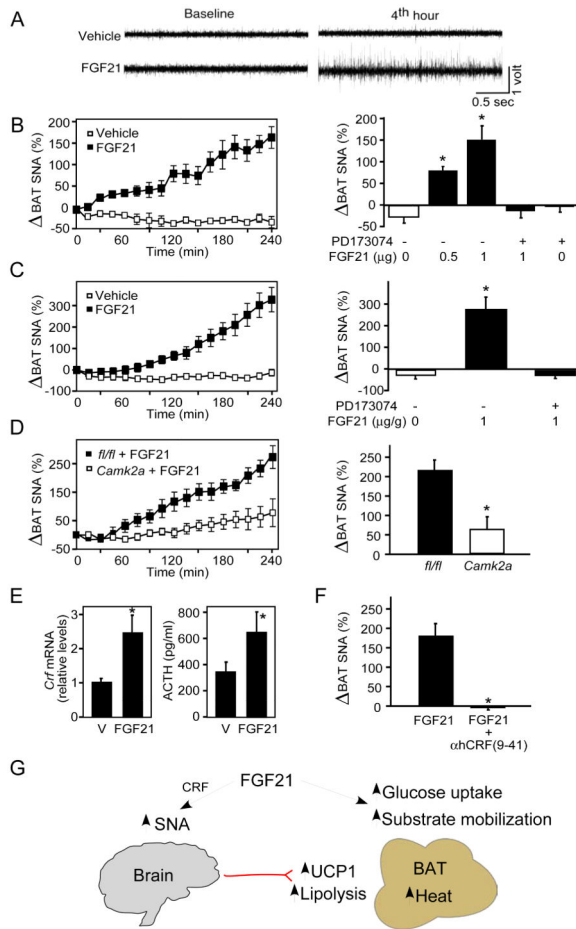 A
Baseline
4th hour
Vehicle
FGF21
1 volt
0.5 sec
B
ΔBAT SNA (%)
200
150
100
50
0
-50
Vehicle
FGF21
0 60 120 180 240
Time (min)
ΔBAT SNA (%)
200
150
100
50
0
-50
* *
PD173074 - - - + +
FGF21 (µg) 0 0.5 1 1 0
C
ΔBAT SNA (%)
300
200
100
0
-100
Vehicle
FGF21
0 60 120 180 240
Time (min)
ΔBAT SNA (%)
300
200
100
0
-100
*
PD173074 - - +
FGF21 (µg/g) 0 1 1
D
ΔBAT SNA (%)
250
150
50
-50
fl/fl + FGF21
Camk2a + FGF21
0 60 120 180 240
Time (min)
ΔBAT SNA (%)
250
200
150
100
50
0
*
fl/fl Camk2a
E
Crf mRNA
(relative levels)
3
2
1
0
*
V FGF21
ACTH (pg/ml)
800
600
400
200
0
*
V FGF21
F
ΔBAT SNA (%)
200
150
100
50
0
*
FGF21 FGF21
+
αhCRF(9-41)
G
CRF
FGF21
Glucose uptake
Substrate mobilization
SNA
Brain
UCP1
Lipolysis
BAT
Heat